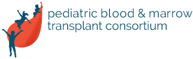 pediatric blood & marrow
transplant consortium